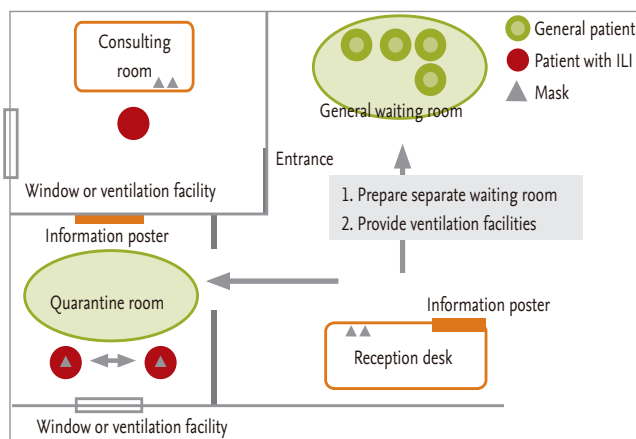 Consulting
room
General patient
Patient with ILI
Mask
General waiting room
Entrance
Window or ventilation facility
1. Prepare separate waiting room
2. Provide ventilation facilities
Information poster
Quarantine room
Information poster
Reception desk
Window or ventilation facility